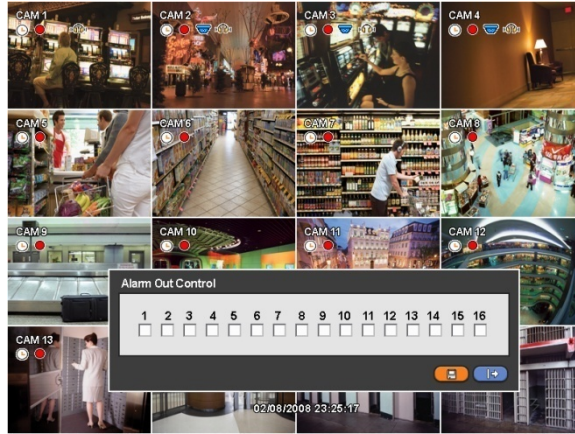 CAM 1
CAM 2
CAM 3
CAM 4
CAM 5
CAM 6
CAM 7
CAM 8
CAM 9
CAM 10
CAM 11
CAM 12
Alarm Out Control
1 2 3 4 5 6 7 8 9 10 11 12 13 14 15 16
CAM 13
02/08/2008 23:25:17